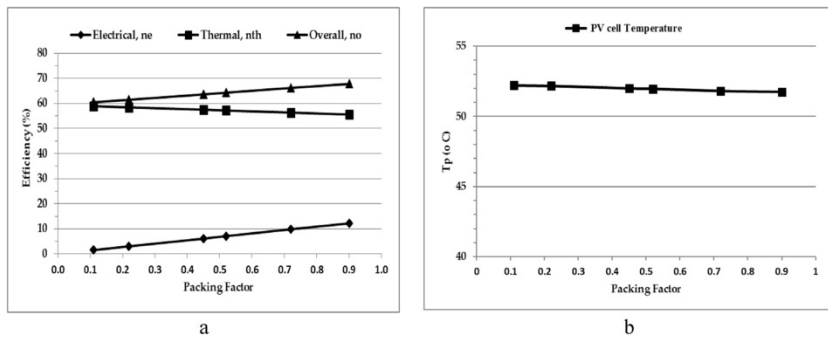 Electrical, ne Thermal, nth Overall, no
80
70
60
50
40
30
20
10
0
Efficiency (%)
0.0 0.1 0.2 0.3 0.4 0.5 0.6 0.7 0.8 0.9 1.0
Packing Factor
a
PV cell Temperature
55
50
45
40
Tp (o C)
0 0.1 0.2 0.3 0.4 0.5 0.6 0.7 0.8 0.9 1
Packing Factor
b